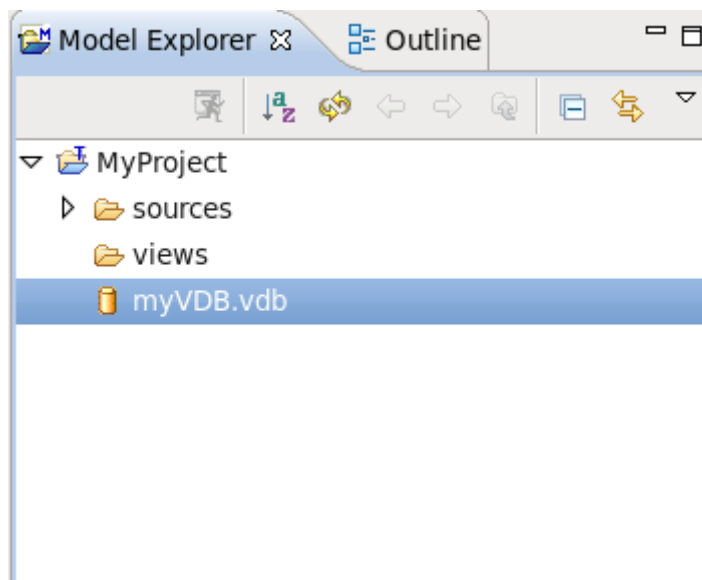 Model Explorer Outline
MyProject
sources
views
myVDB.vdb